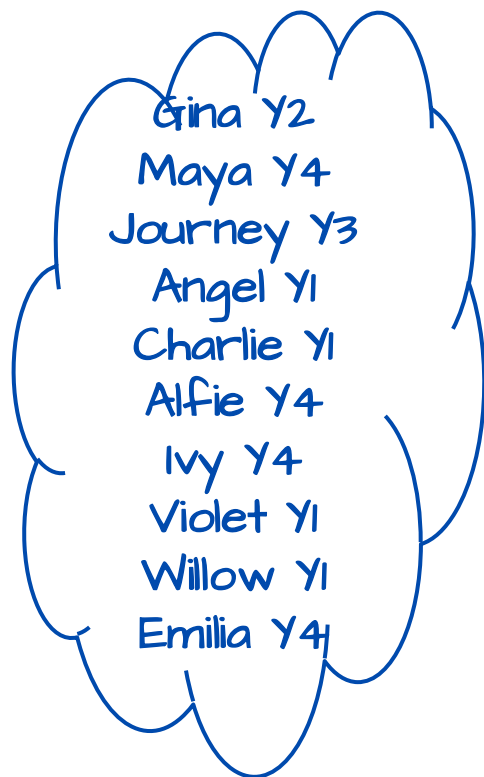 Gina Y2
Maya Y4
Journey Y3
Angel Y1
Charlie Y1
Alfie Y4
Ivy Y4
Violet Y1
Willow Y1
Emilia Y4